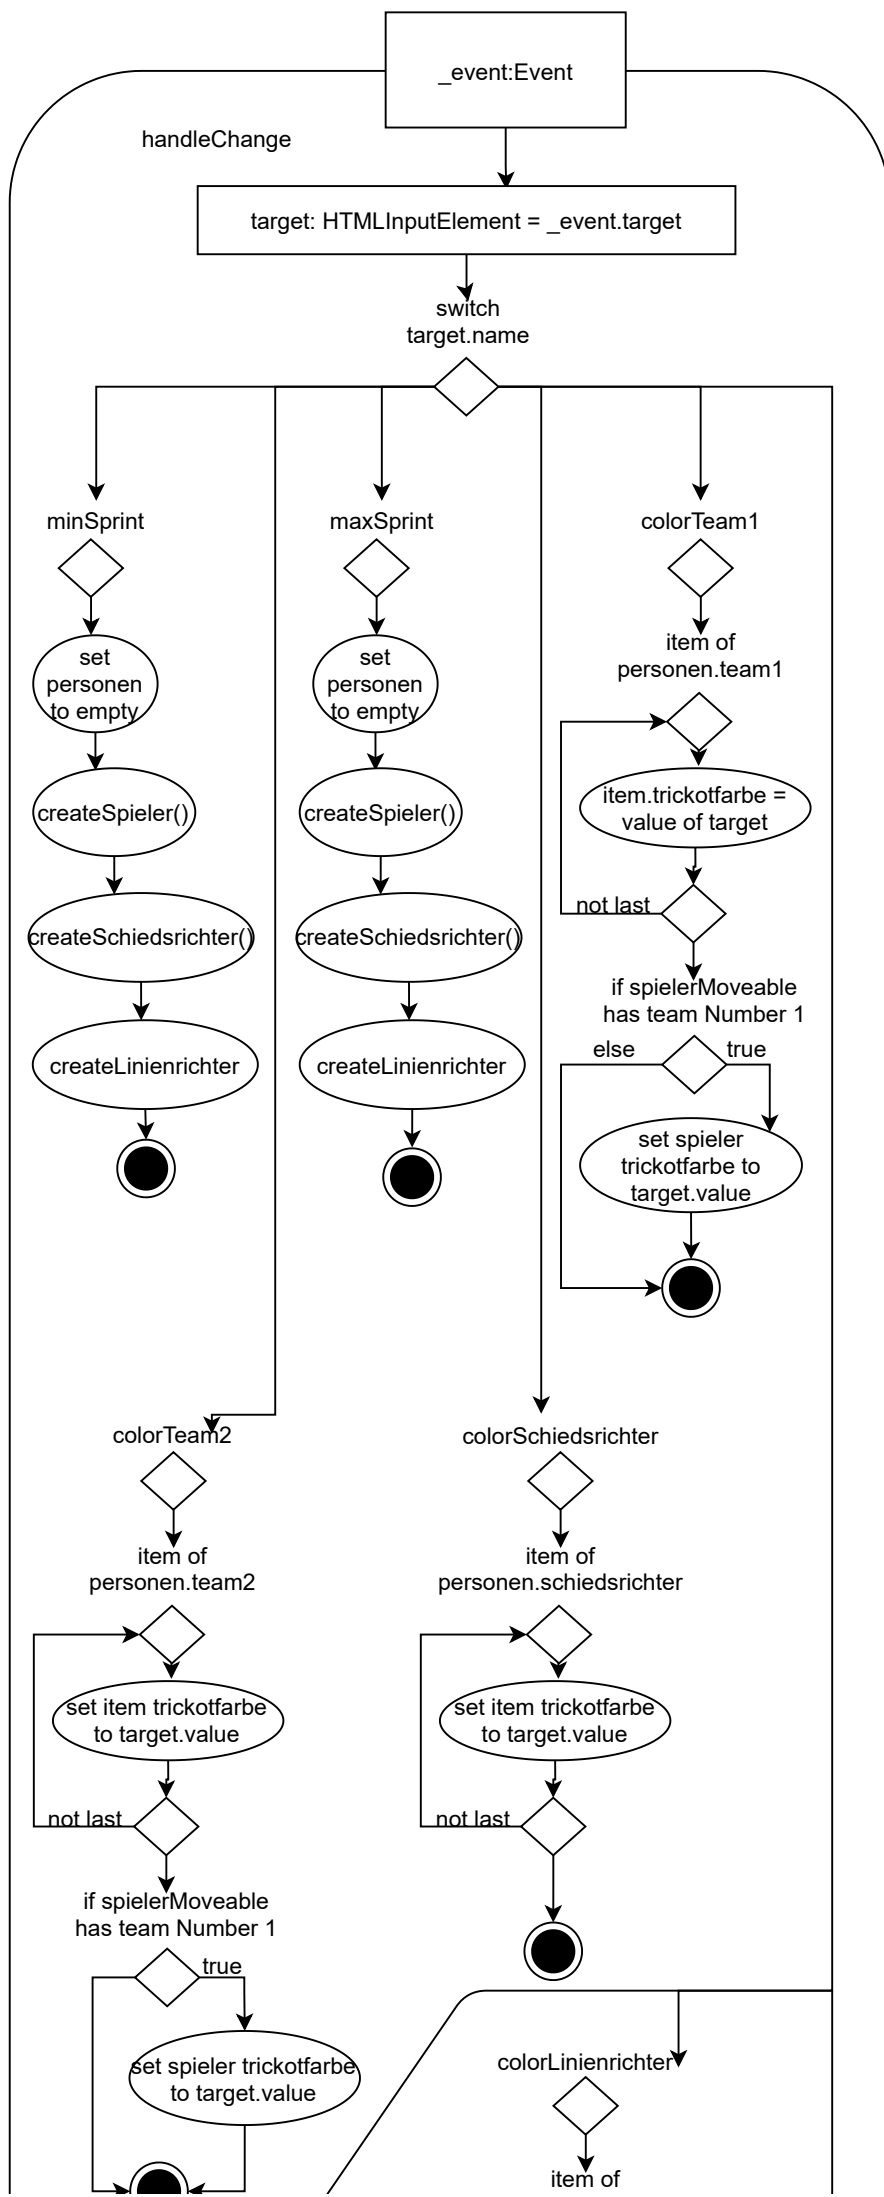 _event:Event
handleChange
target: HTMLInputElement = _event.target
switch
target.name
minSprint
maxSprint
colorTeam1
set
personen
to empty
set
personen
to empty
item of
personen.team1
createSpieler()
createSpieler()
item.trickotfarbe =
value of target
not last
createSchiedsrichter()
createSchiedsrichter()
if spielerMoveable
has team Number 1
else
true
createLinienrichter
createLinienrichter
set spieler
trickotfarbe to
target.value
colorTeam2
colorSchiedsrichter
item of
personen.team2
item of
personen.schiedsrichter
set item trickotfarbe
to target.value
set item trickotfarbe
to target.value
not last
not last
if spielerMoveable
has team Number 1
true
set spieler trickotfarbe
to target.value
colorLinienrichter
item of